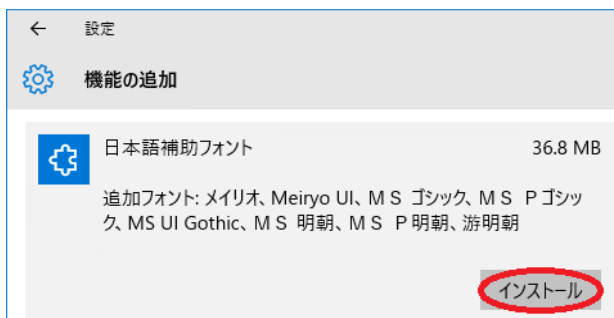 ← 設定
機能の追加
日本語補助フォント 36.8 MB
追加フォント: メイリオ、Meiryo UI、ＭＳ ゴシック、ＭＳ Ｐゴシッ
ク、MS UI Gothic、ＭＳ 明朝、ＭＳ Ｐ明朝、游明朝
インストール